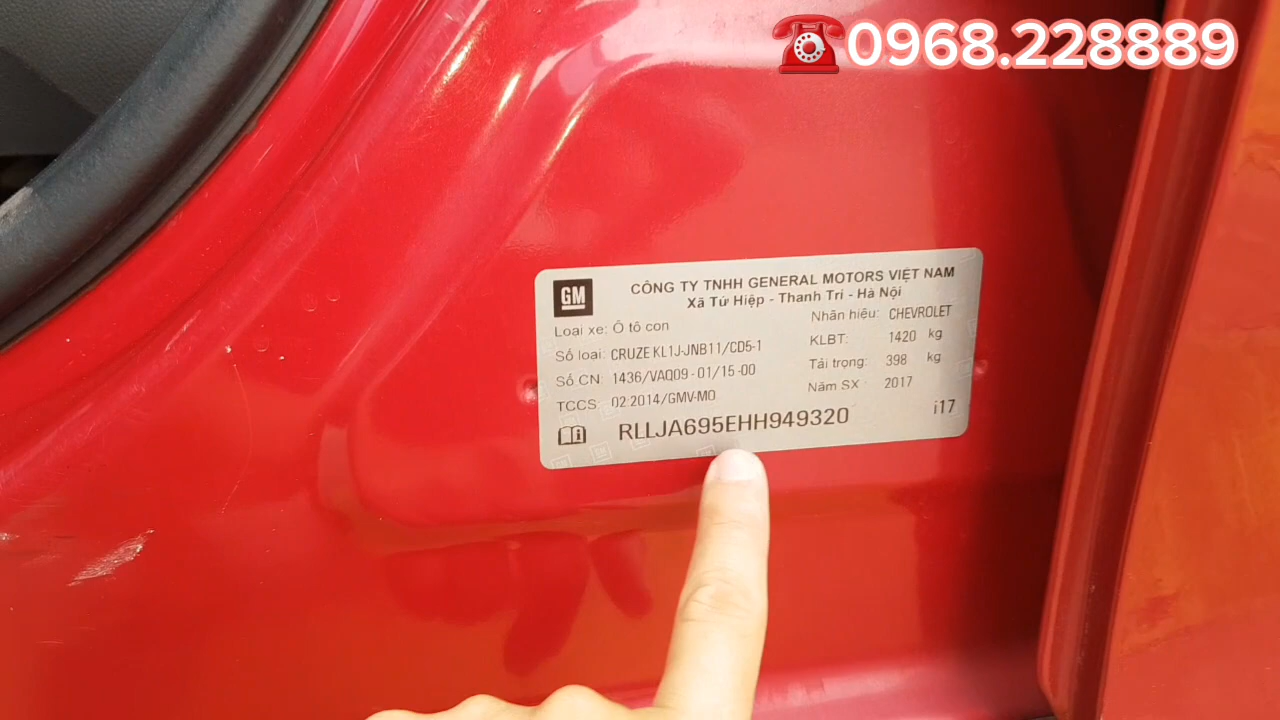 0968.228889
GM
CÔNG TY TNHH GENERAL MOTORS VIỆT NAM
Xã Tứ Hiệp - Thanh Trì - Hà Nội
Loại xe: Ô tô con
Nhãn hiệu: CHEVROLET
Số loại: CRUZE KL1J-JNB11/CD5-1
KLBT: 1420 kg
Số CN: 1436/VAQ09-01/15-00
Tải trọng: 398 kg
TCCS: 02:2014/GMV-MO
Năm SX : 2017
RLLJA695EHH949320
i17